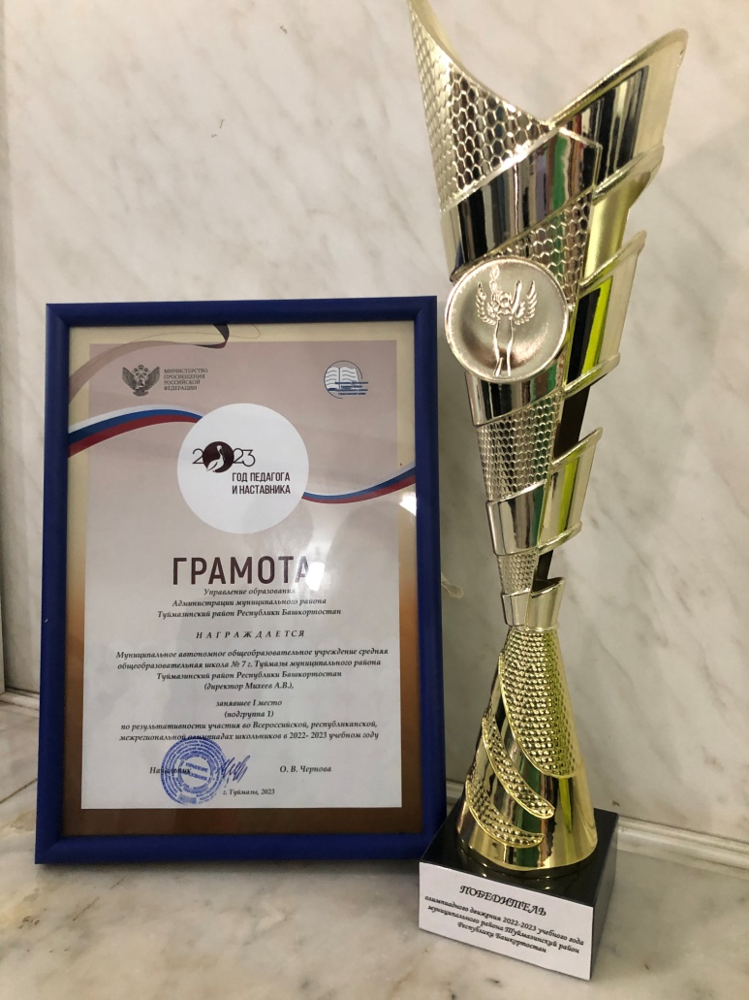 МИНИСТЕРСТВО
ПРОСВЕЩЕНИЯ
РОССИЙСКОЙ
ФЕДЕРАЦИИ
2023
ГОД ПЕДАГОГА
И НАСТАВНИКА
ГРАМОТА
Управление образования
Администрации муниципального района
Туймазинский район Республики Башкортостан
НАГРАЖДАЕТСЯ
Муниципальное автономное общеобразовательное учреждение средняя
общеобразовательная школа № 7 г. Туймазы муниципального района
Туймазинский район Республики Башкортостан
(директор Михеев А.В.),
занявшее I место
(подгруппа 1)
по результативности участия во Всероссийской, республиканской,
межрегиональной олимпиадах школьников в 2022- 2023 учебном году
Начальник О. В. Чернова
г. Туймазы, 2023
ПОБЕДИТЕЛЬ
олимпиадного движения 2022-2023 учебного года
муниципального района Туймазинский район
Республики Башкортостан